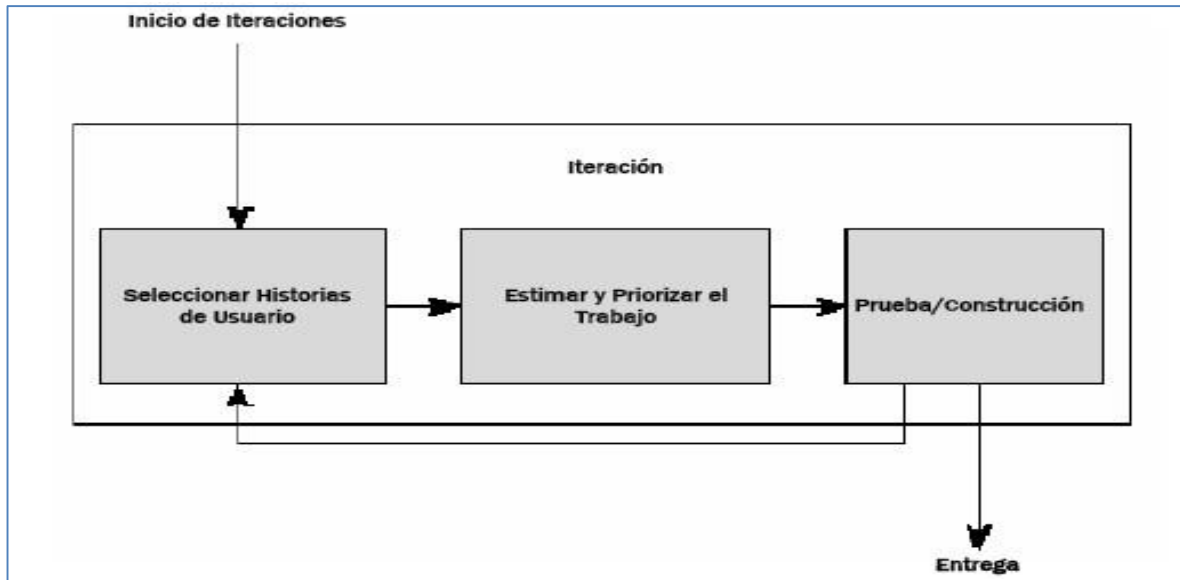 Inicio de Iteraciones
Iteración
Seleccionar Historias
de Usuario
Estimar y Priorizar el
Trabajo
Prueba/Construcción
Entrega